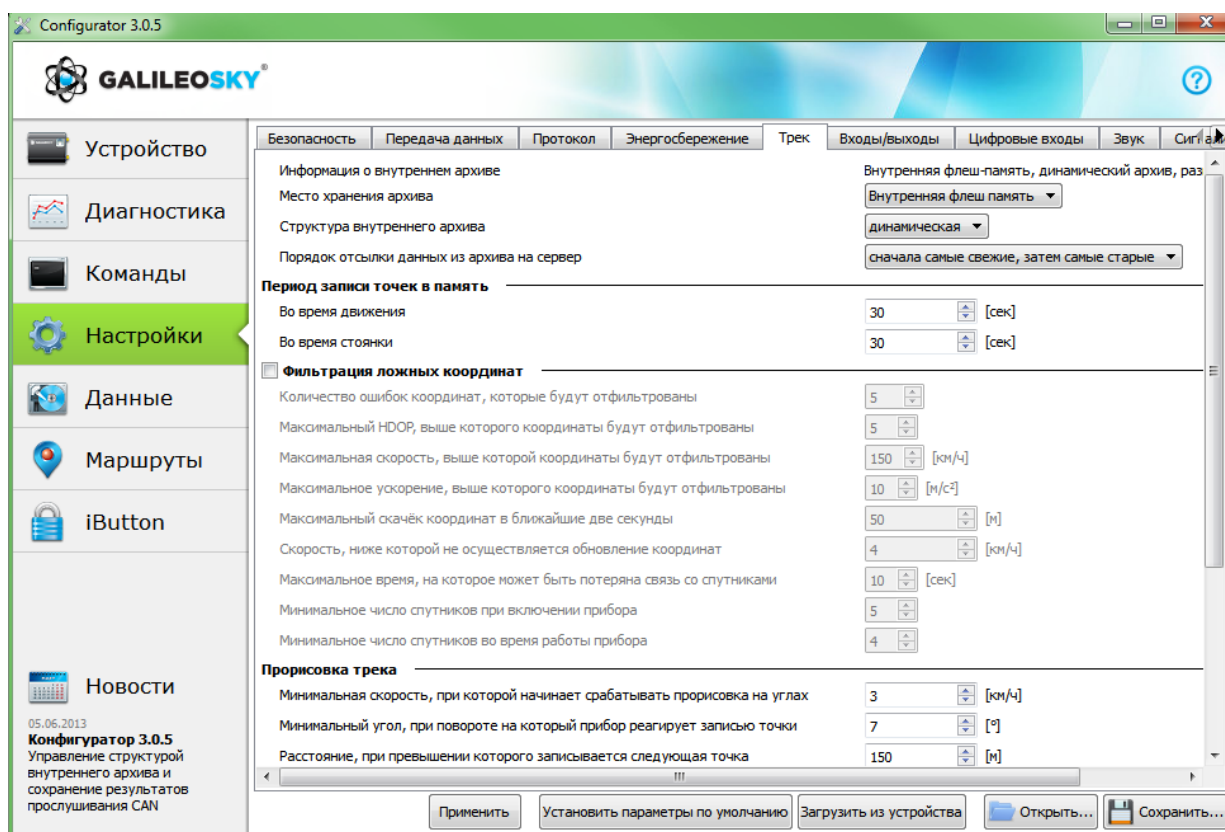 Configurator 3.0.5
GALILEOSKY®
Устройство
Диагностика
Команды
Настройки
Данные
Маршруты
iButton
Новости
05.06.2013
Конфигуратор 3.0.5
Управление структурой
внутреннего архива и
сохранение результатов
прослушивания CAN
Безопасность Передача данных Протокол Энергосбережение Трек Входы/выходы Цифровые входы Звук
Информация о внутреннем архиве Внутренняя флеш-память, динамический архив, раз
Место хранения архива Внутренняя флеш память
Структура внутреннего архива динамическая
Порядок отсылки данных из архива на сервер сначала самые свежие, затем самые старые
Период записи точек в память
Во время движения 30 [сек]
Во время стоянки 30 [сек]
Фильтрация ложных координат
Количество ошибок координат, которые будут отфильтрованы 5
Максимальный HDOP, выше которого координаты будут отфильтрованы 5
Максимальная скорость, выше которой координаты будут отфильтрованы 150 [км/ч]
Максимальное ускорение, выше которого координаты будут отфильтрованы 10 [м/с²]
Максимальный скачёк координат в ближайшие две секунды 50 [м]
Скорость, ниже которой не осуществляется обновление координат 4 [км/ч]
Максимальное время, на которое может быть потеряна связь со спутниками 10 [сек]
Минимальное число спутников при включении прибора 5
Минимальное число спутников во время работы прибора 4
Прорисовка трека
Минимальная скорость, при которой начинает срабатывать прорисовка на углах 3 [км/ч]
Минимальный угол, при повороте на который прибор реагирует записью точки 7 [º]
Расстояние, при превышении которого записывается следующая точка 150 [м]
Применить Установить параметры по умолчанию Загрузить из устройства Открыть... Сохранить...